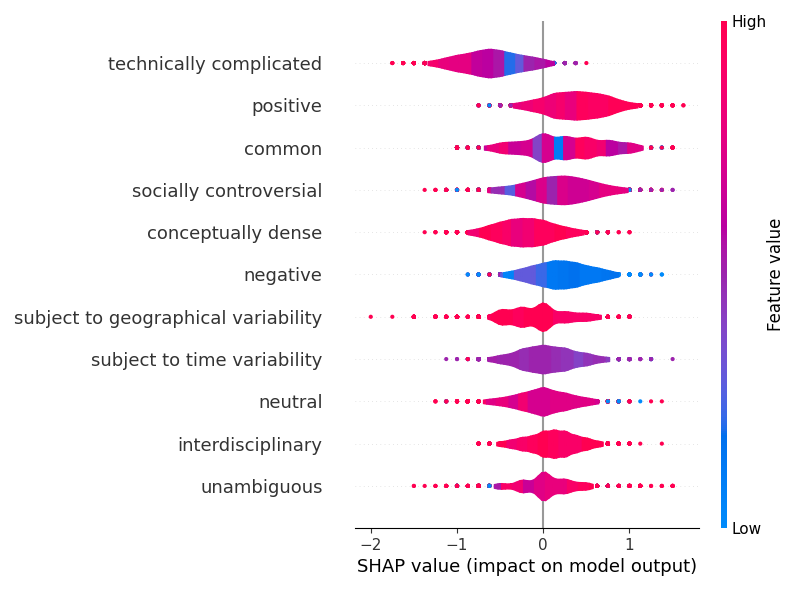 High
technically complicated
positive
common
socially controversial
conceptually dense
negative
subject to geographical variability
subject to time variability
neutral
interdisciplinary
unambiguous
Feature value
Low
−2 −1 0 1
SHAP value (impact on model output)